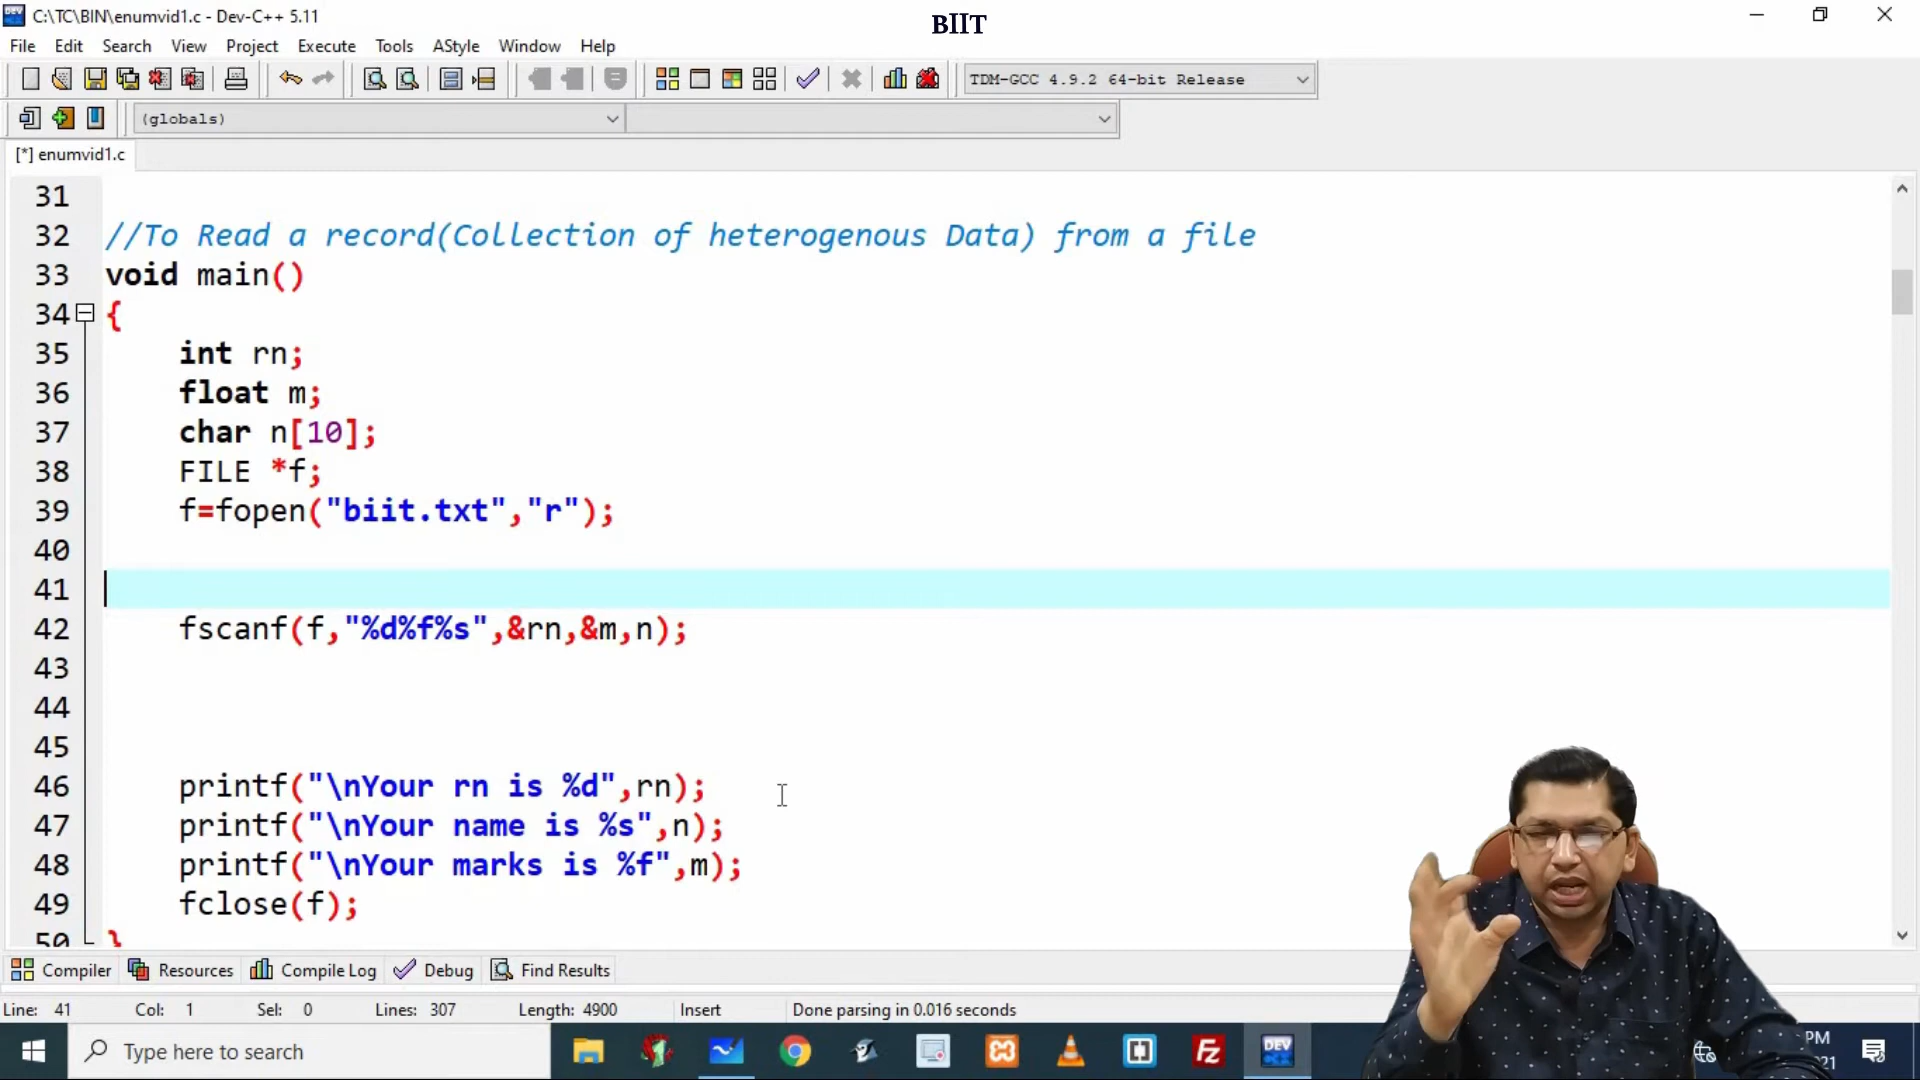 C:\TC\BIN\enumvid1.c - Dev-C++ 5.11
BIIT
File Edit Search View Project Execute Tools AStyle Window Help
TDM-GCC 4.9.2 64-bit Release
(globals)
[*] enumvid1.c
31
32 //To Read a record(Collection of heterogenous Data) from a file
33 void main()
34 {
35 int rn;
36 float m;
37 char n[10];
38 FILE *f;
39 f=fopen("biit.txt","r");
40
41
42 fscanf(f,"%d%f%s",&rn,&m,n);
43
44
45
46 printf("\nYour rn is %d",rn);
47 printf("\nYour name is %s",n);
48 printf("\nYour marks is %f",m);
49 fclose(f);
50 }
Compiler Resources Compile Log Debug Find Results
Line: 41 Col: 1 Sel: 0 Lines: 307 Length: 4900 Insert Done parsing in 0.016 seconds
Type here to search
DEV
Fz
PM